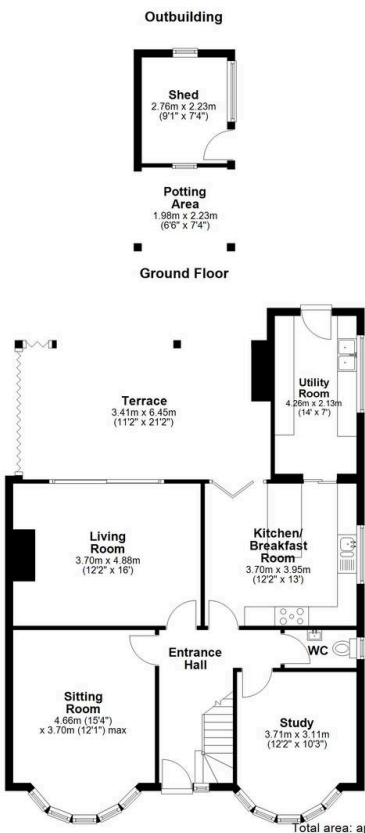 Outbuilding
Shed
2.76m x 2.23m
(9'1" x 7'4")
Potting
Area
1.98m x 2.23m
(6'6" x 7'4")
Ground Floor
Utility
Room
4.26m x 2.13m
(14' x 7')
Terrace
3.41m x 6.45m
(11'2" x 21'2")
Living
Room
3.70m x 4.88m
(12'2" x 16')
Kitchen/
Breakfast
Room
3.70m x 3.95m
(12'2" x 13')
Entrance
Hall
WC
Sitting
Room
4.66m (15'4")
x 3.70m (12'1") max
Study
3.71m x 3.11m
(12'2" x 10'3")
Total area: ap